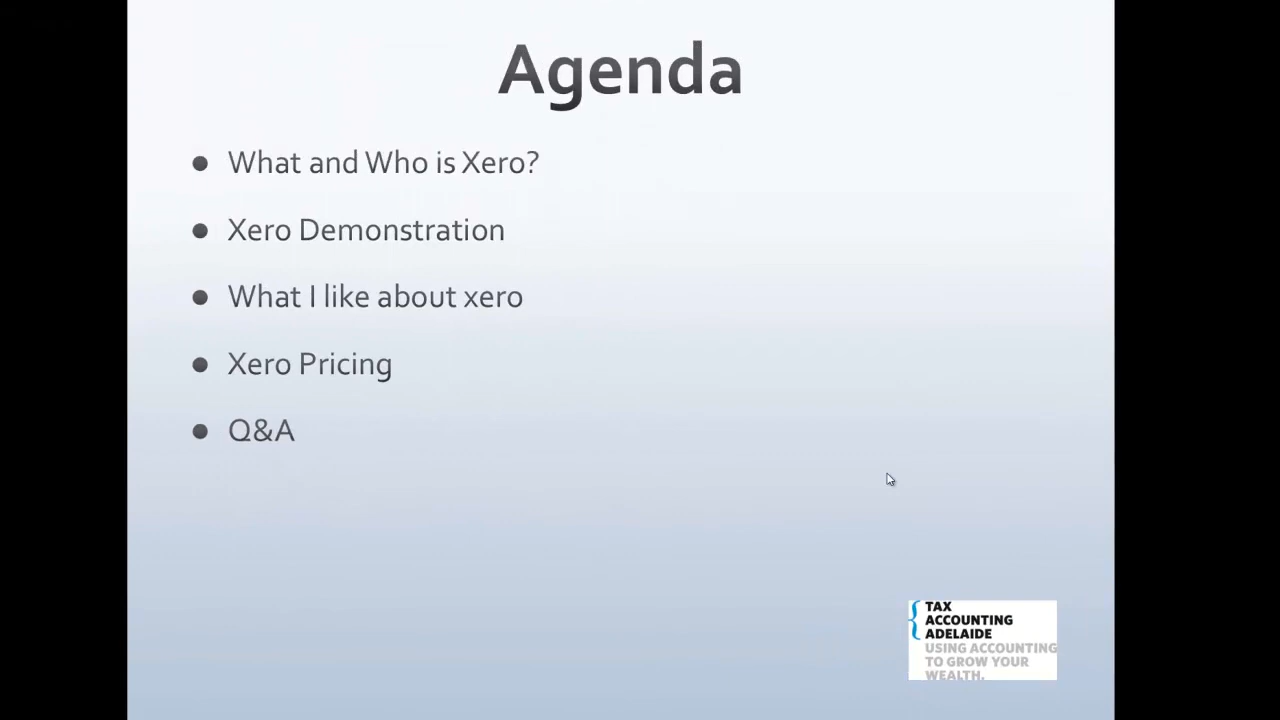 Agenda
What and Who is Xero?
Xero Demonstration
What I like about xero
Xero Pricing
Q&A
TAX
ACCOUNTING
ADELAIDE
USING ACCOUNTING
TO GROW YOUR
WEALTH.